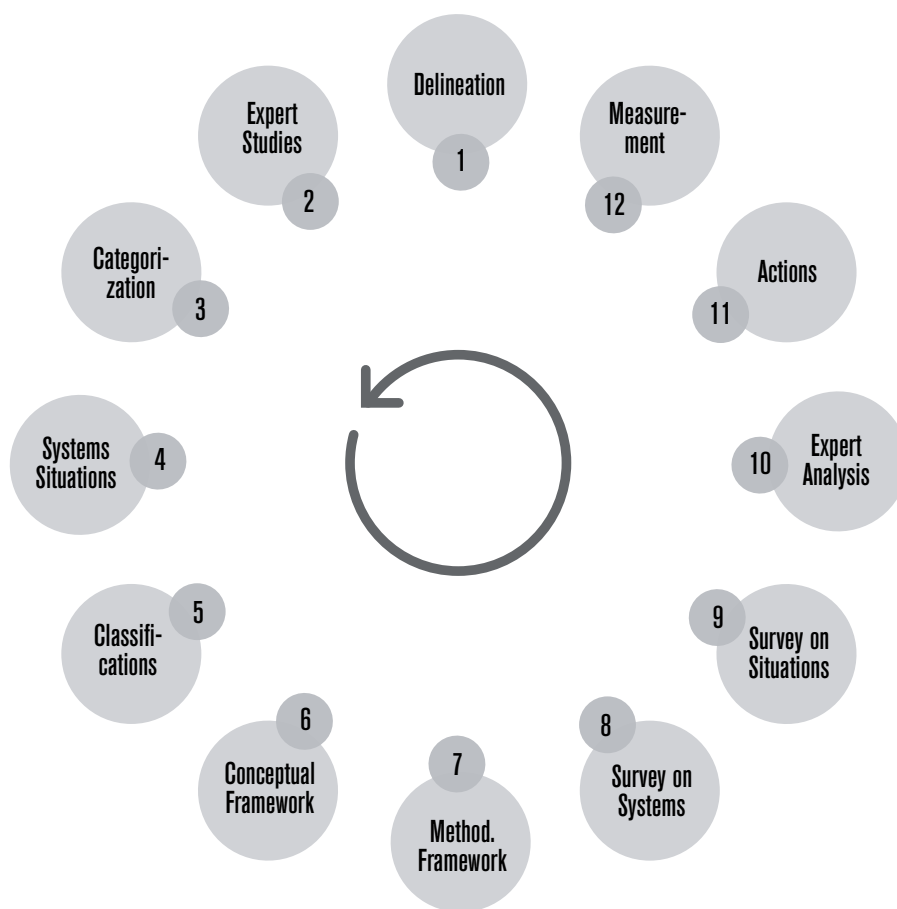 Delineation
1
Expert
Studies
2
Categori-
zation
3
Systems
Situations
4
Classifi-
cations
5
Conceptual
Framework
6
Method.
Framework
7
Survey on
Systems
8
Survey on
Situations
9
Expert
Analysis
10
Actions
11
Measure-
ment
12